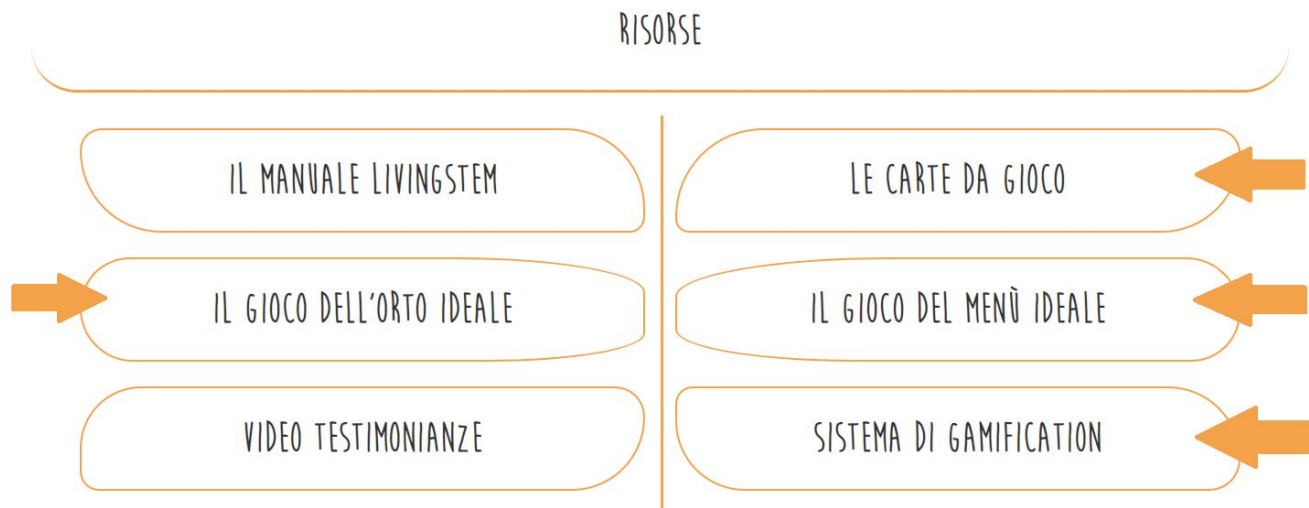 RISORSE
IL MANUALE LIVINGSTEM
LE CARTE DA GIOCO
IL GIOCO DELL'ORTO IDEALE
IL GIOCO DEL MENÙ IDEALE
VIDEO TESTIMONIANZE
SISTEMA DI GAMIFICATION